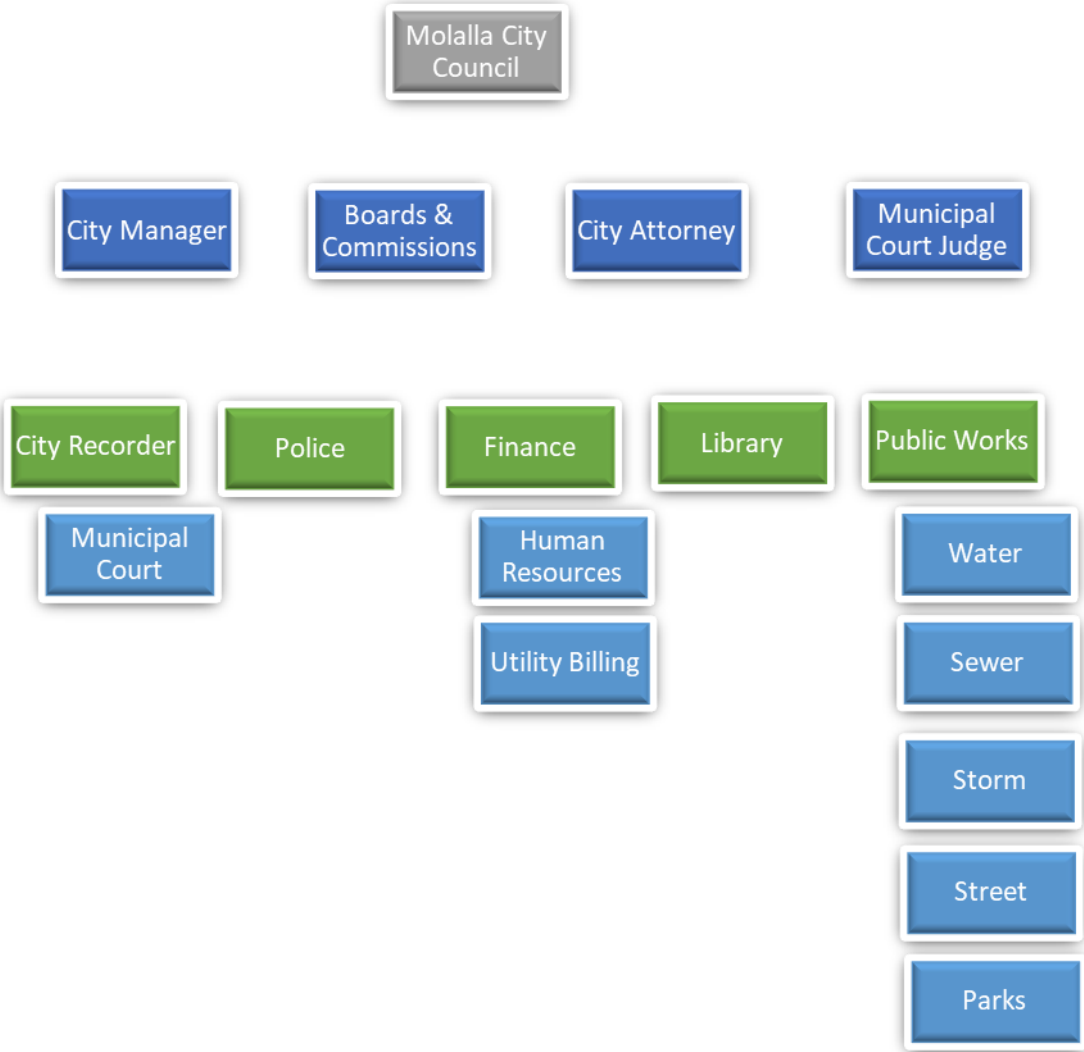 Molalla City
Council
City Manager
Boards &
Commissions
City Attorney
Municipal
Court Judge
City Recorder
Police
Finance
Library
Public Works
Municipal
Court
Human
Resources
Water
Utility Billing
Sewer
Storm
Street
Parks